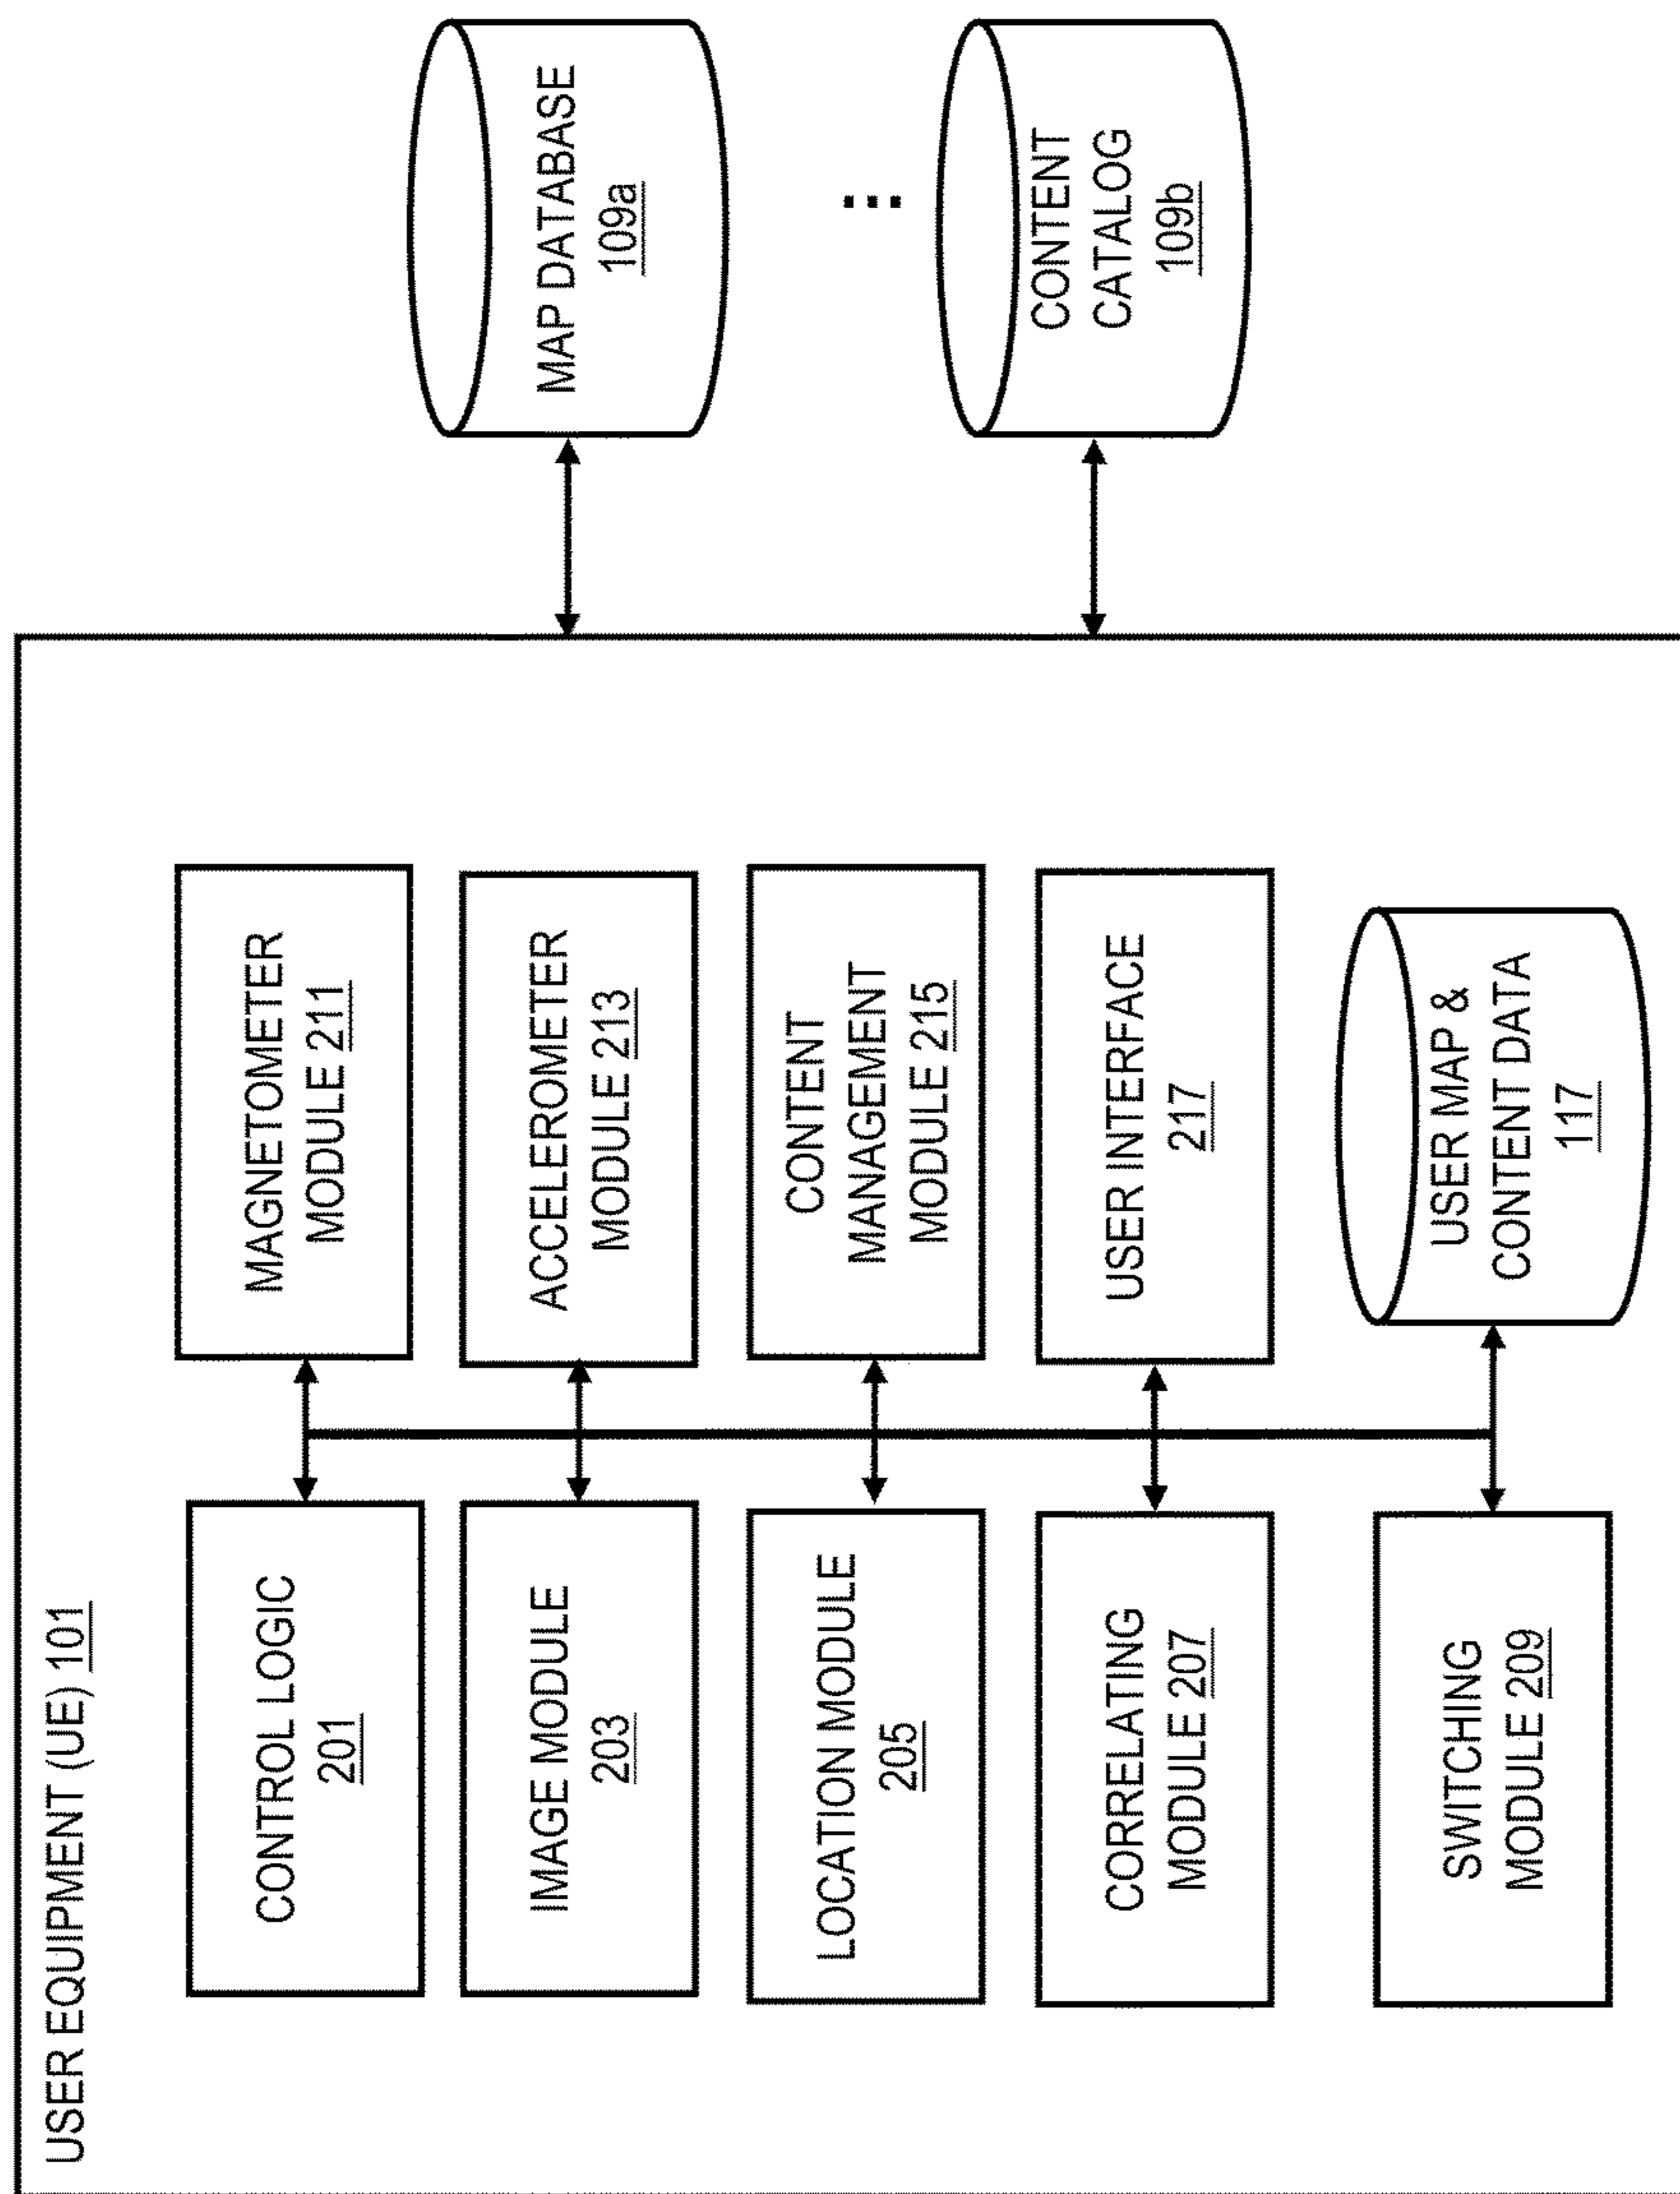 USER EQUIPMENT (UE) 101
CONTROL LOGIC
201
MAGNETOMETER
MODULE 211
IMAGE MODULE
203
ACCELEROMETER
MODULE 213
LOCATION MODULE
205
CONTENT
MANAGEMENT
MODULE 215
CORRELATING
MODULE 207
USER INTERFACE
217
SWITCHING
MODULE 209
USER MAP &
CONTENT DATA
117
MAP DATABASE
109a
...
CONTENT
CATALOG
109b